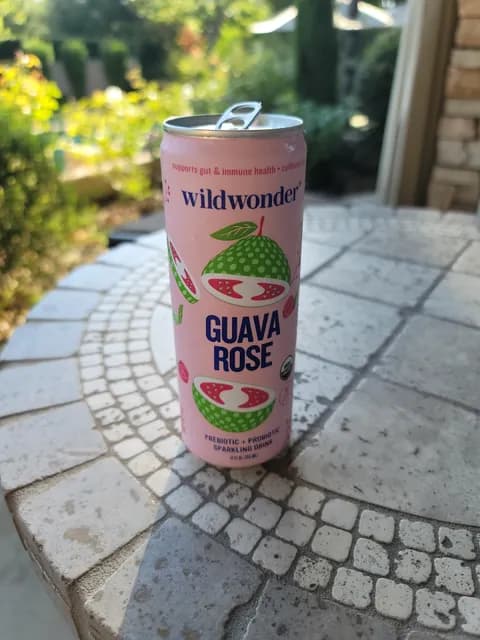 supports gut & immune health •
wildwonder
GUAVA
ROSE
PREBIOTIC + PROBIOTIC
SPARKLING DRINK